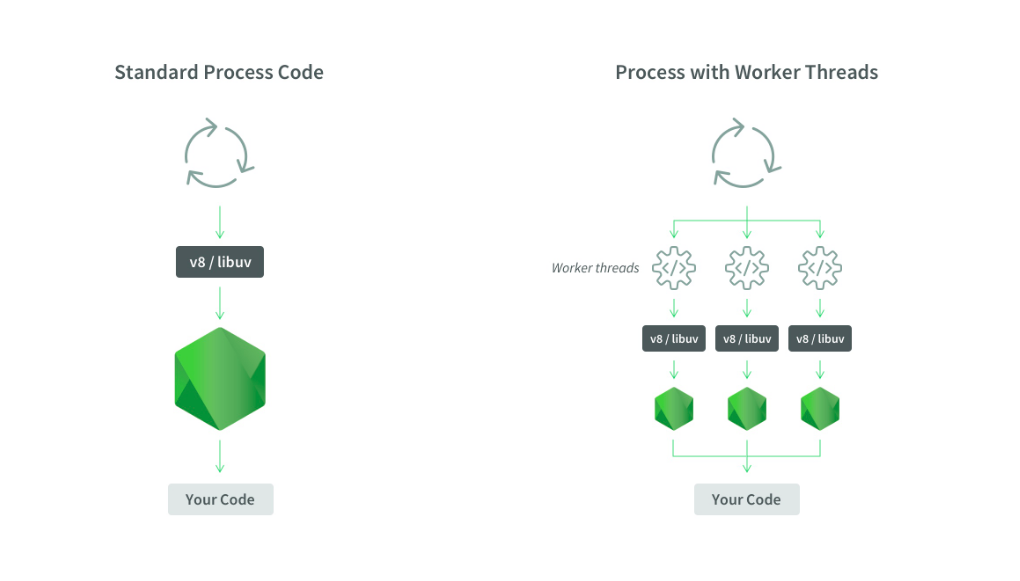 Standard Process Code
v8 / libuv
Your Code
Process with Worker Threads
Worker threads
</>
</>
</>
v8 / libuv
v8 / libuv
v8 / libuv
Your Code